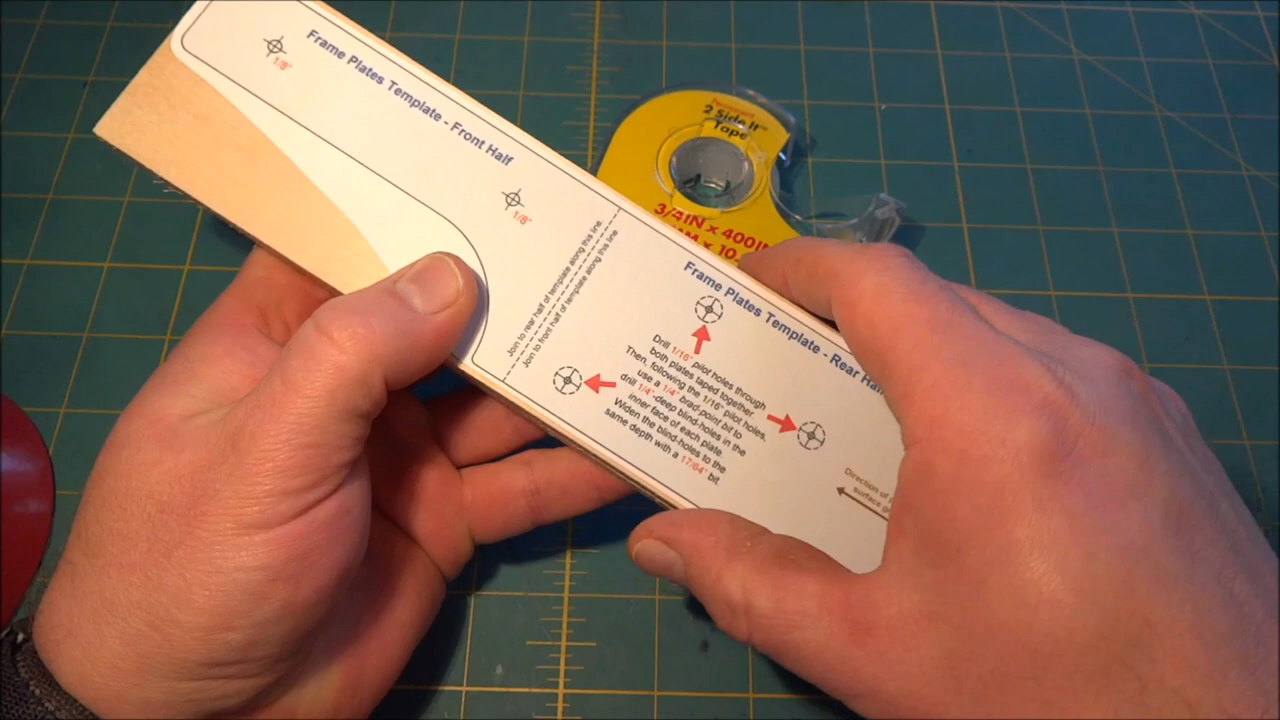 1/8"
Frame Plates Template - Front Half
1/8"
Join to rear half of template along this line.
Join to front half of template along this line
Permanent
2 Side It™
Tape
3/4IN x 400IN
Frame Plates Template - Rear Half
Drill 1/16" pilot holes through
both plates taped together
Then, following the 1/16" pilot holes,
use a 1/4" brad-point bit to
drill 1/4"-deep blind-holes in the
inner face of each plate.
Widen the blind-holes to the
same depth with a 17/64" bit.
Direction of
surface